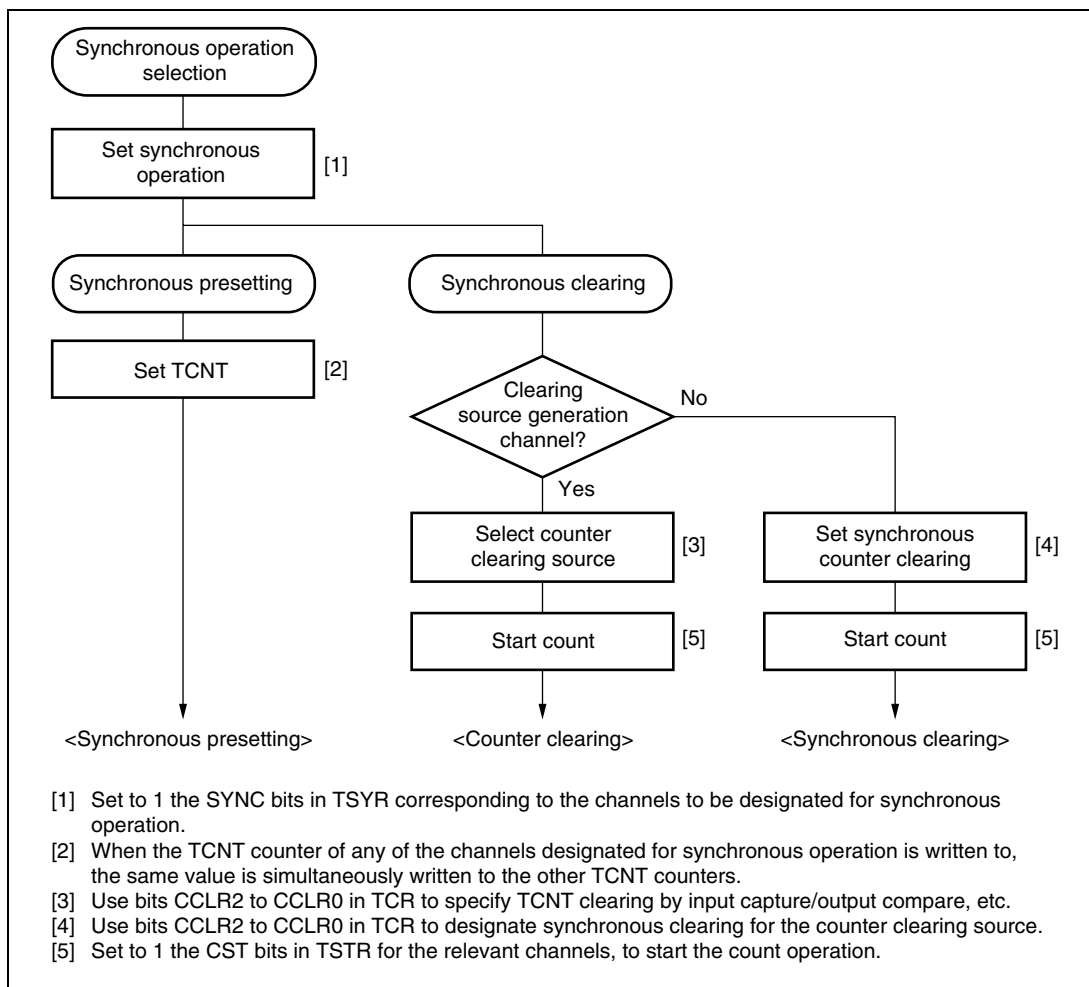 Synchronous operation
selection
Set synchronous
operation
[1]
Synchronous presetting
Synchronous clearing
Set TCNT
[2]
Clearing
source generation
channel?
No
Yes
Select counter
clearing source
[3]
Set synchronous
counter clearing
[4]
Start count
[5]
Start count
[5]
<Synchronous presetting>
<Counter clearing>
<Synchronous clearing>
[1] Set to 1 the SYNC bits in TSYR corresponding to the channels to be designated for synchronous
operation.
[2] When the TCNT counter of any of the channels designated for synchronous operation is written to,
the same value is simultaneously written to the other TCNT counters.
[3] Use bits CCLR2 to CCLR0 in TCR to specify TCNT clearing by input capture/output compare, etc.
[4] Use bits CCLR2 to CCLR0 in TCR to designate synchronous clearing for the counter clearing source.
[5] Set to 1 the CST bits in TSTR for the relevant channels, to start the count operation.